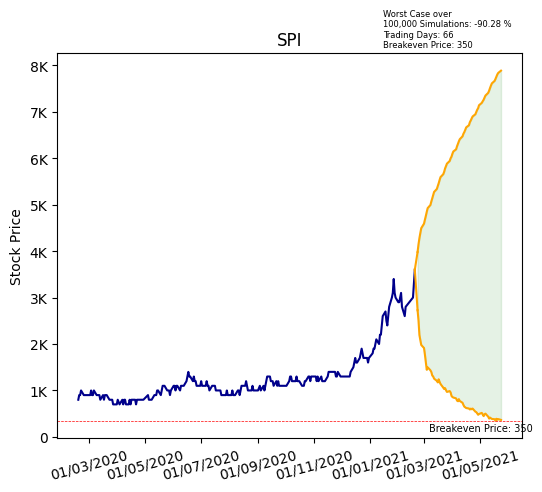 Worst Case over
100,000 Simulations: -90.28 %
Trading Days: 66
Breakeven Price: 350
SPI
8K
7K
6K
5K
4K
3K
2K
1K
0
Stock Price
Breakeven Price: 350
01/03/2020
01/05/2020
01/07/2020
01/09/2020
01/11/2020
01/01/2021
01/03/2021
01/05/2021